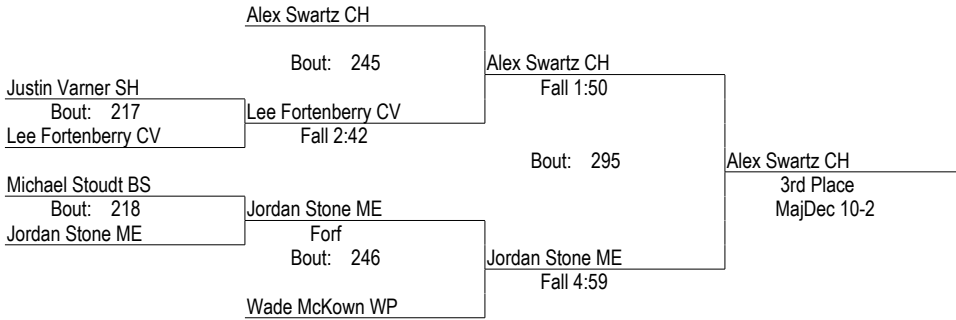 Alex Swartz CH
Bout: 245
Alex Swartz CH
Justin Varner SH
Fall 1:50
Bout: 217
Lee Fortenberry CV
Lee Fortenberry CV
Fall 2:42
Bout: 295
Alex Swartz CH
Michael Stoudt BS
3rd Place
Bout: 218
Jordan Stone ME
MajDec 10-2
Jordan Stone ME
Forf
Bout: 246
Jordan Stone ME
Fall 4:59
Wade McKown WP